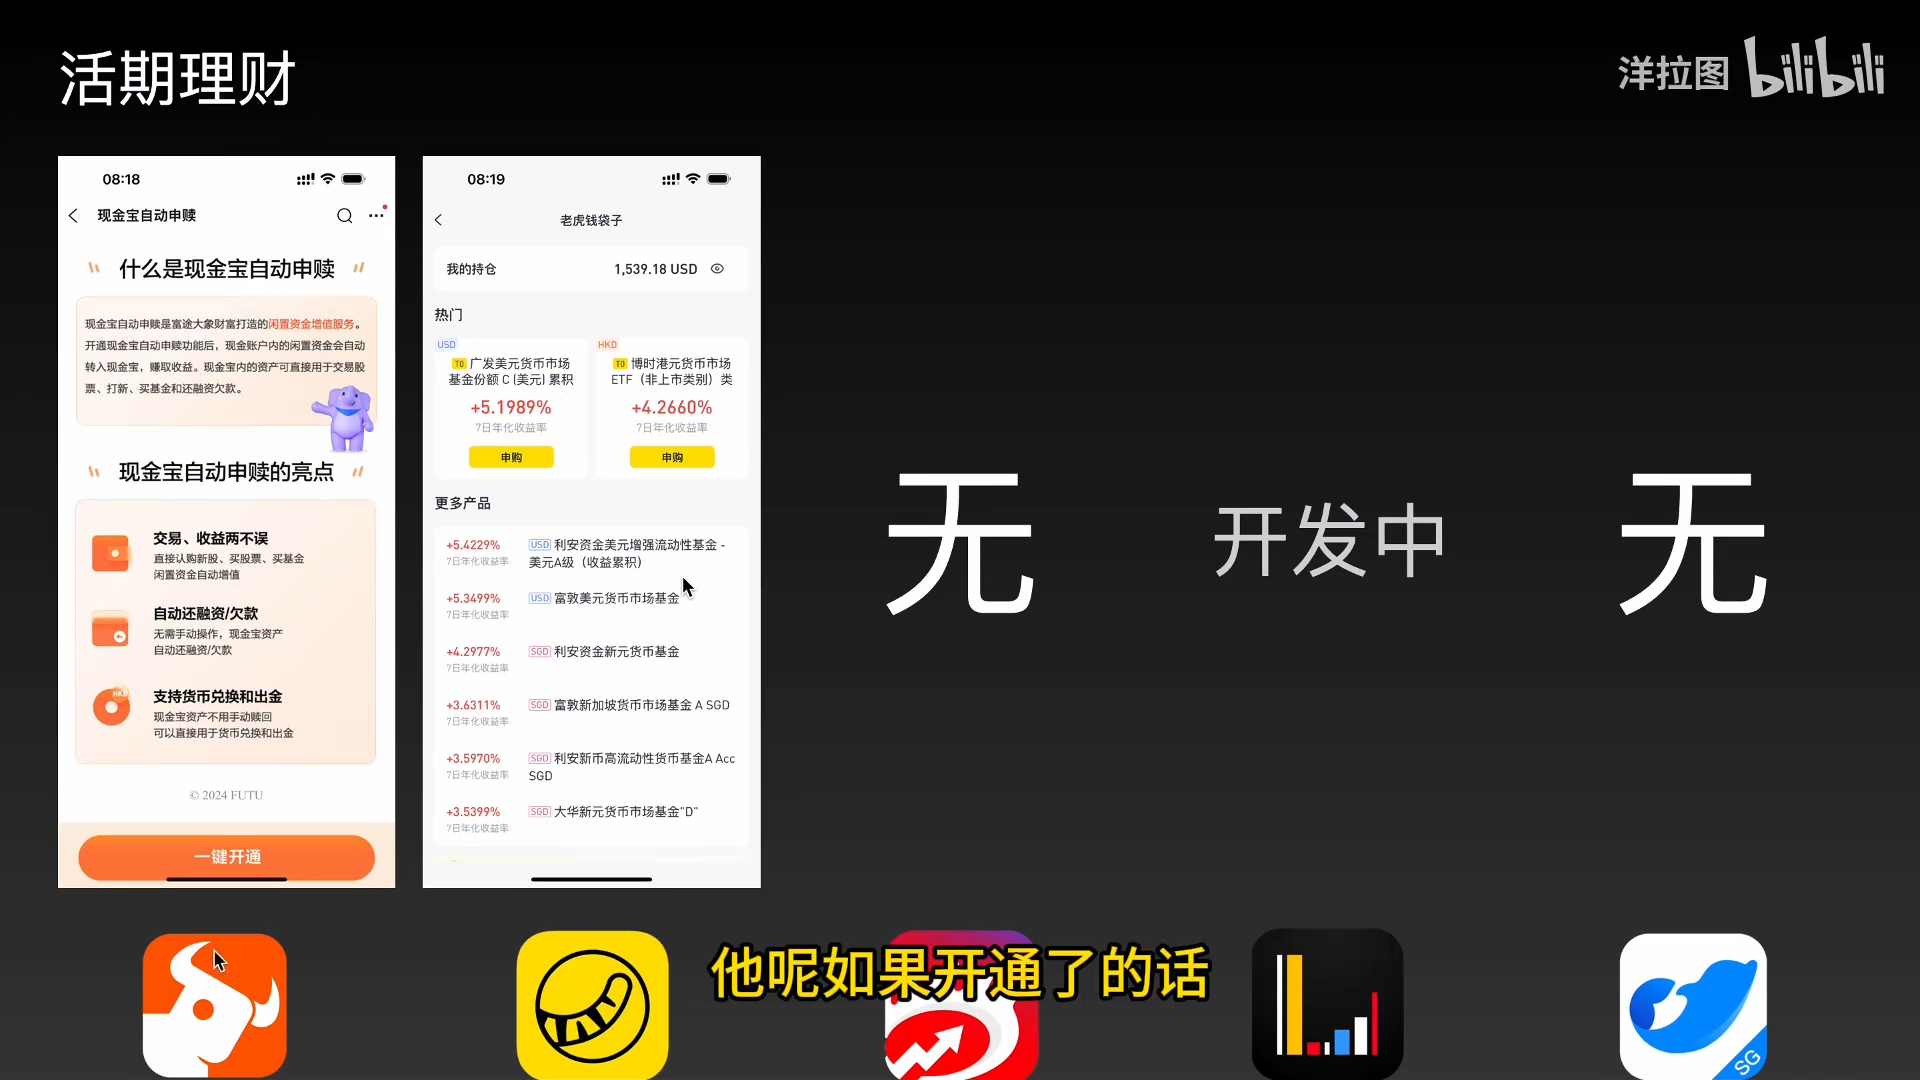 活期理财
洋拉图 bilibili
08:18
现金宝自动申赎
什么是现金宝自动申赎
现金宝自动申赎是富途大象财富打造的闲置资金增值服务。
开通现金宝自动申赎功能后，现金账户内的闲置资金会自动
转入现金宝，赚取收益。现金宝内的资产可直接用于交易股
票、打新、买基金和还融资欠款。
现金宝自动申赎的亮点
交易、收益两不误
直接认购新股、买股票、买基金
闲置资金自动增值
自动还融资/欠款
无需手动操作，现金宝资产
自动还融资/欠款
HKD
支持货币兑换和出金
现金宝资产不用手动赎回
可以直接用于货币兑换和出金
© 2024 FUTU
一键开通
08:19
老虎钱袋子
我的持仓 1,539.18 USD
热门
USD
T0 广发美元货币市场
基金份额 C (美元) 累积
+5.1989%
7日年化收益率
申购
HKD
T0 博时港元货币市场
ETF（非上市类别）类
+4.2660%
7日年化收益率
申购
更多产品
+5.4229% USD 利安资金美元增强流动性基金 -
7日年化收益率 美元A级（收益累积）
+5.3499% USD 富敦美元货币市场基金
7日年化收益率
+4.2977% SGD 利安资金新元货币基金
7日年化收益率
+3.6311% SGD 富敦新加坡货币市场基金 A SGD
7日年化收益率
+3.5970% SGD 利安新币高流动性货币基金A Acc
7日年化收益率 SGD
+3.5399% SGD 大华新元货币市场基金"D"
7日年化收益率
无
开发中
无
他呢如果开通了的话
SG